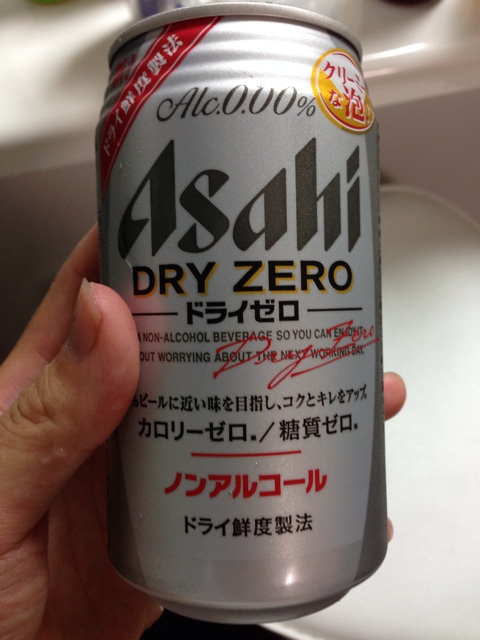 ドライ鮮度製法
Alc.0.00%
クリーミー
な泡
Asahi
DRY ZERO
ドライゼロ
NON-ALCOHOL BEVERAGE SO YOU CAN ENJOY IT
OUT WORRYING ABOUT THE NEXT WORKING DAY.
Dry Zero
ビールに近い味を目指し、コクとキレをアップ。
カロリーゼロ。/糖質ゼロ。
ノンアルコール
ドライ鮮度製法